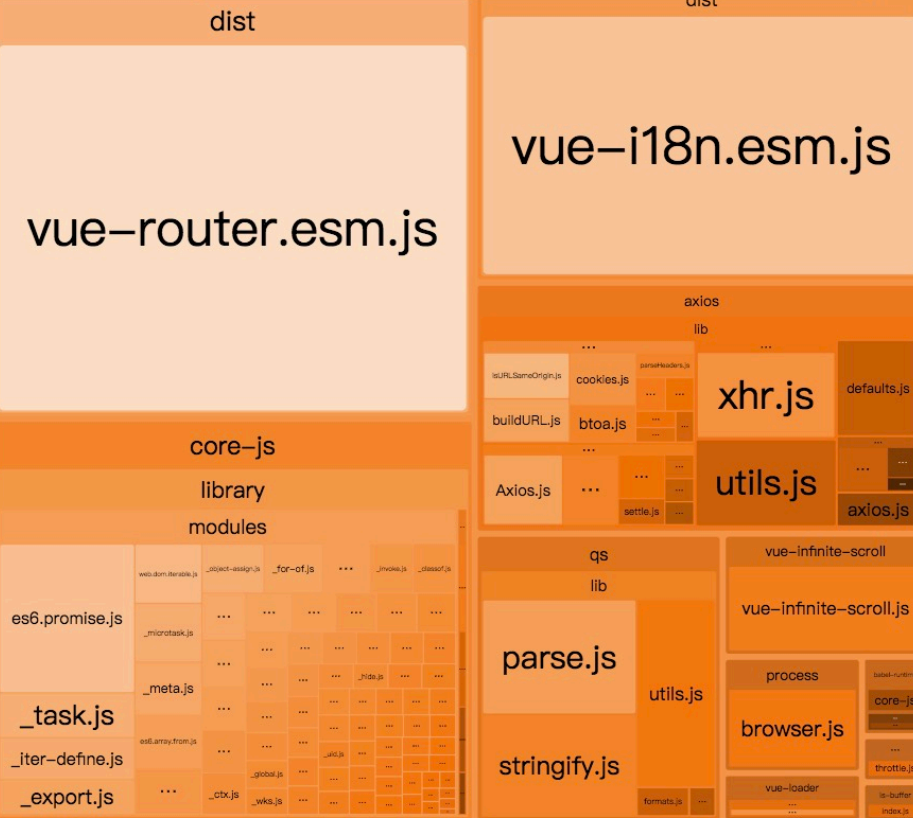 dist
vue-router.esm.js
core-js
library
modules
es6.promise.js
_task.js
_iter-define.js
_export.js
web.dom.iterable.js
_microtask.js
_meta.js
es6.array.from.js
...
_object-assign.js
_for-of.js
...
_invoke.js
_classof.js
_hide.js
_uid.js
_global.js
_ctx.js
_wks.js
dist
vue-i18n.esm.js
axios
lib
...
isURLSameOrigin.js
cookies.js
parseHeaders.js
buildURL.js
btoa.js
...
Axios.js
...
...
settle.js
...
xhr.js
utils.js
defaults.js
...
axios.js
qs
lib
parse.js
stringify.js
utils.js
formats.js
...
vue-infinite-scroll
vue-infinite-scroll.js
process
browser.js
vue-loader
...
babel-runtim
core-js
...
...
throttle.js
is-buffer
index.js